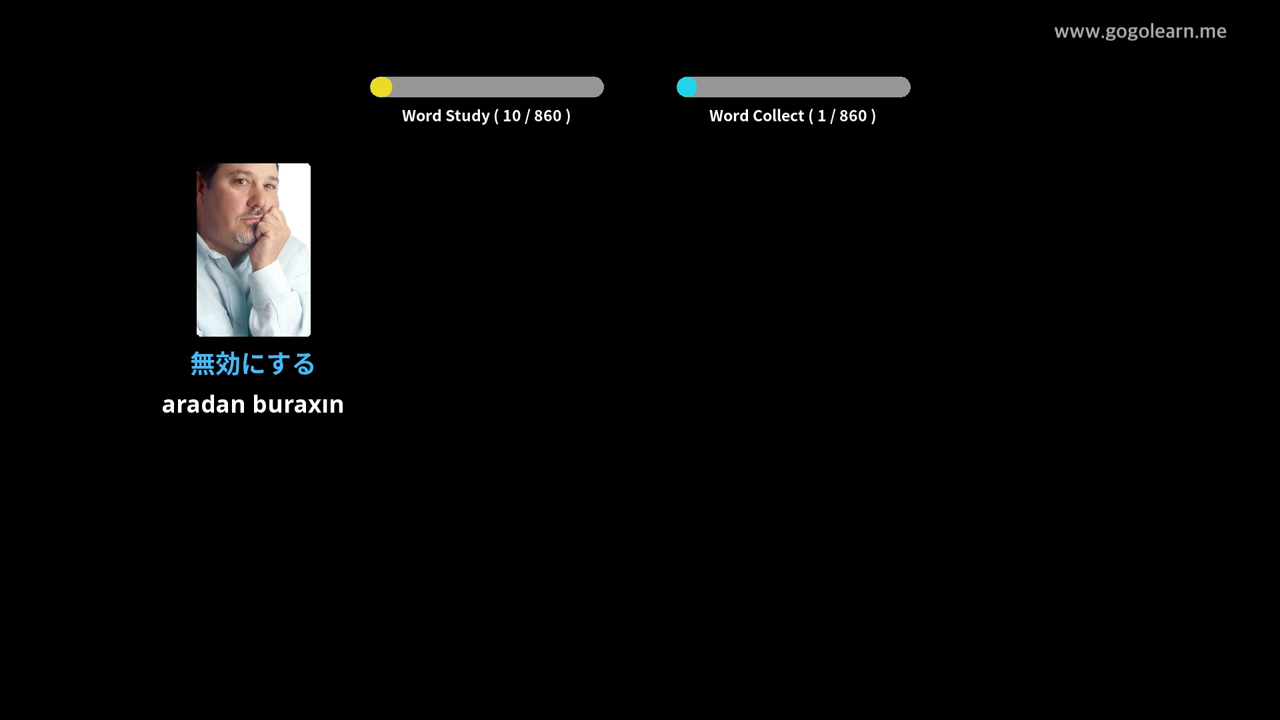 www.gogolearn.me
Word Study ( 10 / 860 )
Word Collect ( 1 / 860 )
無効にする
aradan buraxın